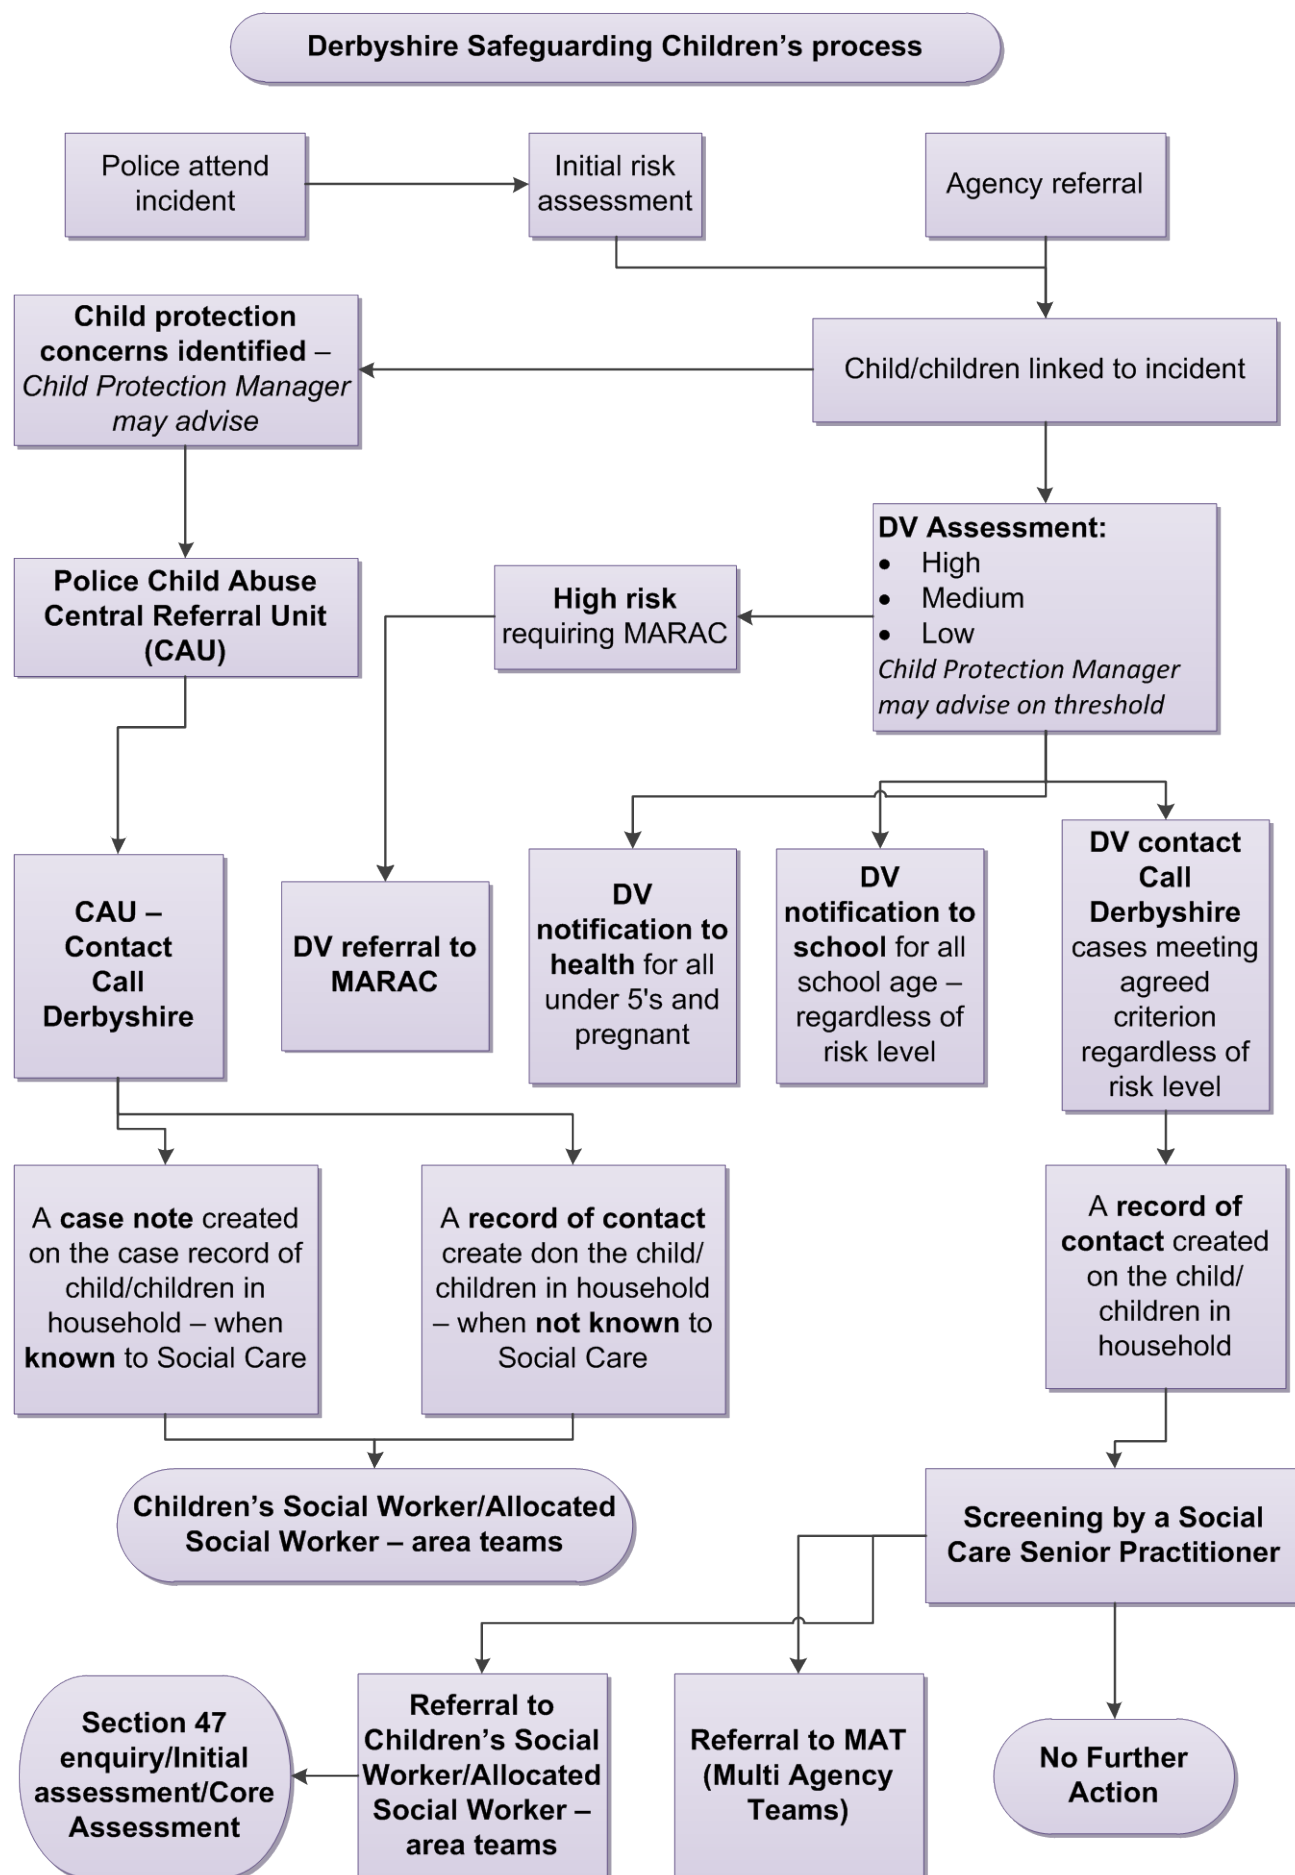 Derbyshire Safeguarding Children’s process
Police attend
incident
Initial risk
assessment
Agency referral
Child protection
concerns identified –
Child Protection Manager
may advise
Child/children linked to incident
Police Child Abuse
Central Referral Unit
(CAU)
High risk
requiring MARAC
DV Assessment:
• High
• Medium
• Low
Child Protection Manager
may advise on threshold
CAU –
Contact
Call
Derbyshire
DV referral to
MARAC
DV
notification to
health for all
under 5's and
pregnant
DV
notification to
school for all
school age –
regardless of
risk level
DV contact
Call
Derbyshire
cases meeting
agreed
criterion
regardless of
risk level
A case note created
on the case record of
child/children in
household – when
known to Social Care
A record of contact
create don the child/
children in household
– when not known to
Social Care
A record of
contact created
on the child/
children in
household
Children’s Social Worker/Allocated
Social Worker – area teams
Screening by a Social
Care Senior Practitioner
Section 47
enquiry/Initial
assessment/Core
Assessment
Referral to
Children’s Social
Worker/Allocated
Social Worker –
area teams
Referral to MAT
(Multi Agency
Teams)
No Further
Action